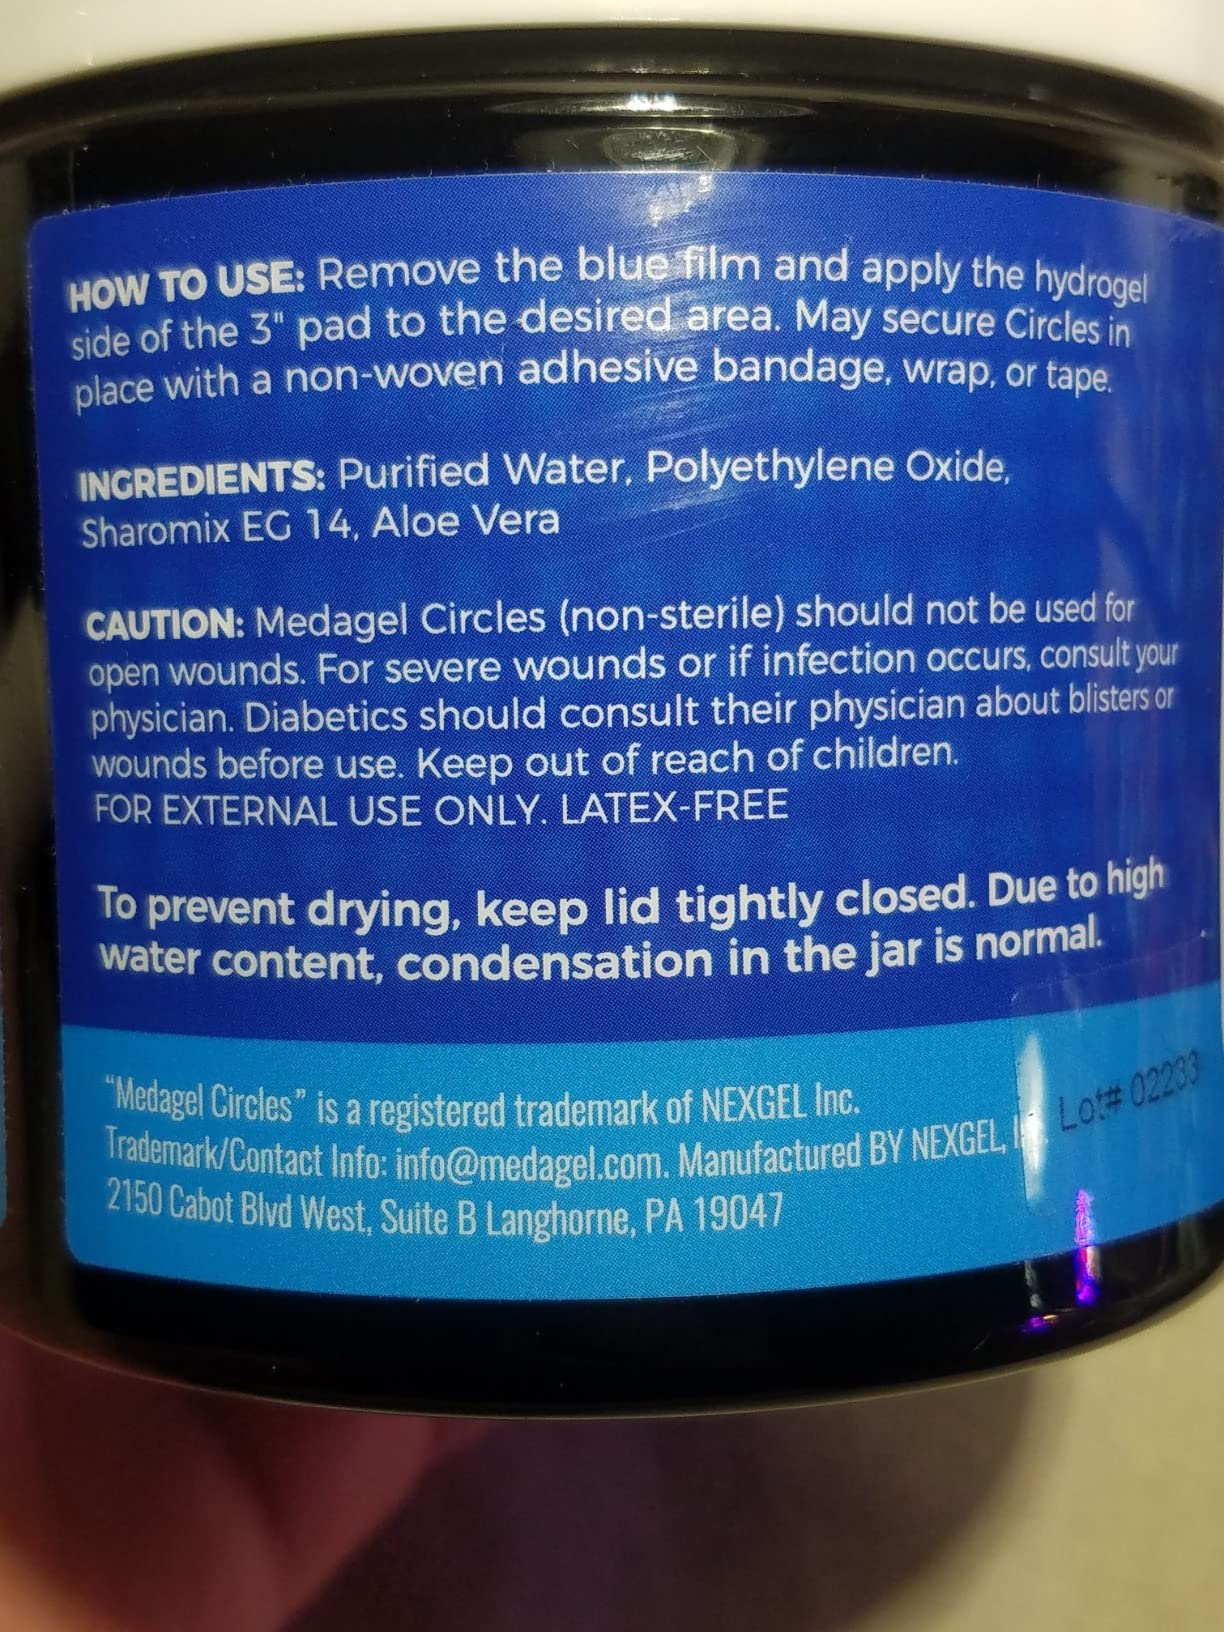 HOW TO USE: Remove the blue film and apply the hydrogel
side of the 3" pad to the desired area. May secure Circles in
place with a non-woven adhesive bandage, wrap, or tape.
INGREDIENTS: Purified Water, Polyethylene Oxide,
Sharomix EG 14, Aloe Vera
CAUTION: Medagel Circles (non-sterile) should not be used for
open wounds. For severe wounds or if infection occurs, consult your
physician. Diabetics should consult their physician about blisters or
wounds before use. Keep out of reach of children.
FOR EXTERNAL USE ONLY. LATEX-FREE
To prevent drying, keep lid tightly closed. Due to high
water content, condensation in the jar is normal.
“Medagel Circles” is a registered trademark of NEXGEL Inc.
Trademark/Contact Info: info@medagel.com. Manufactured BY NEXGEL,
2150 Cabot Blvd West, Suite B Langhorne, PA 19047
Lot# 02233